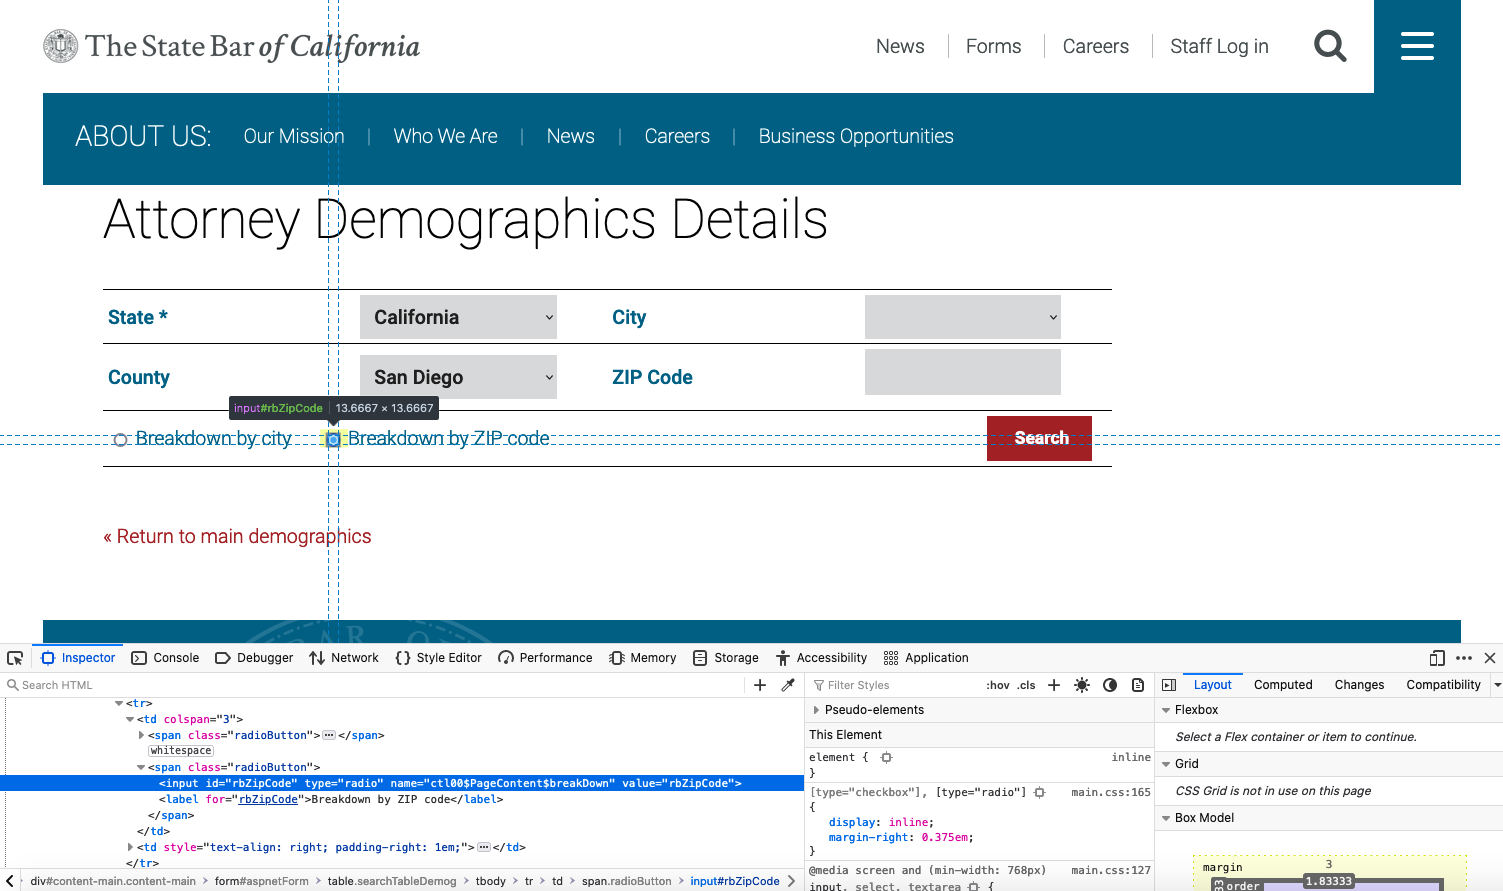 The State Bar of California
News
Forms
Careers
Staff Log in
ABOUT US:
Our Mission
Who We Are
News
Careers
Business Opportunities
Attorney Demographics Details
State *
California
City
County
San Diego
ZIP Code
input#rbZipCode | 13.6667 × 13.6667
Breakdown by city
Breakdown by ZIP code
Search
« Return to main demographics
BAR O
Inspector
Console
Debugger
Network
Style Editor
Performance
Memory
Storage
Accessibility
Application
Search HTML
<tr>
<td colspan="3">
<span class="radioButton">···</span>
whitespace
<span class="radioButton">
<input id="rbZipCode" type="radio" name="ctl00$PageContent$breakDown" value="rbZipCode">
<label for="rbZipCode">Breakdown by ZIP code</label>
</span>
</td>
<td style="text-align: right; padding-right: 1em;">···</td>
</tr>
div#content-main.content-main > form#aspnetForm > table.searchTableDemog > tbody > tr > td > span.radioButton > input#rbZipCode
Filter Styles
:hov .cls
Pseudo-elements
This Element
element { inline
}
[type="checkbox"], [type="radio"] main.css:165
{
display: inline;
margin-right: 0.375em;
}
@media screen and (min-width: 768px) main.css:127
input, select, textarea {
Layout
Computed
Changes
Compatibility
Flexbox
Select a Flex container or item to continue.
Grid
CSS Grid is not in use on this page
Box Model
margin 3
order 1.83333